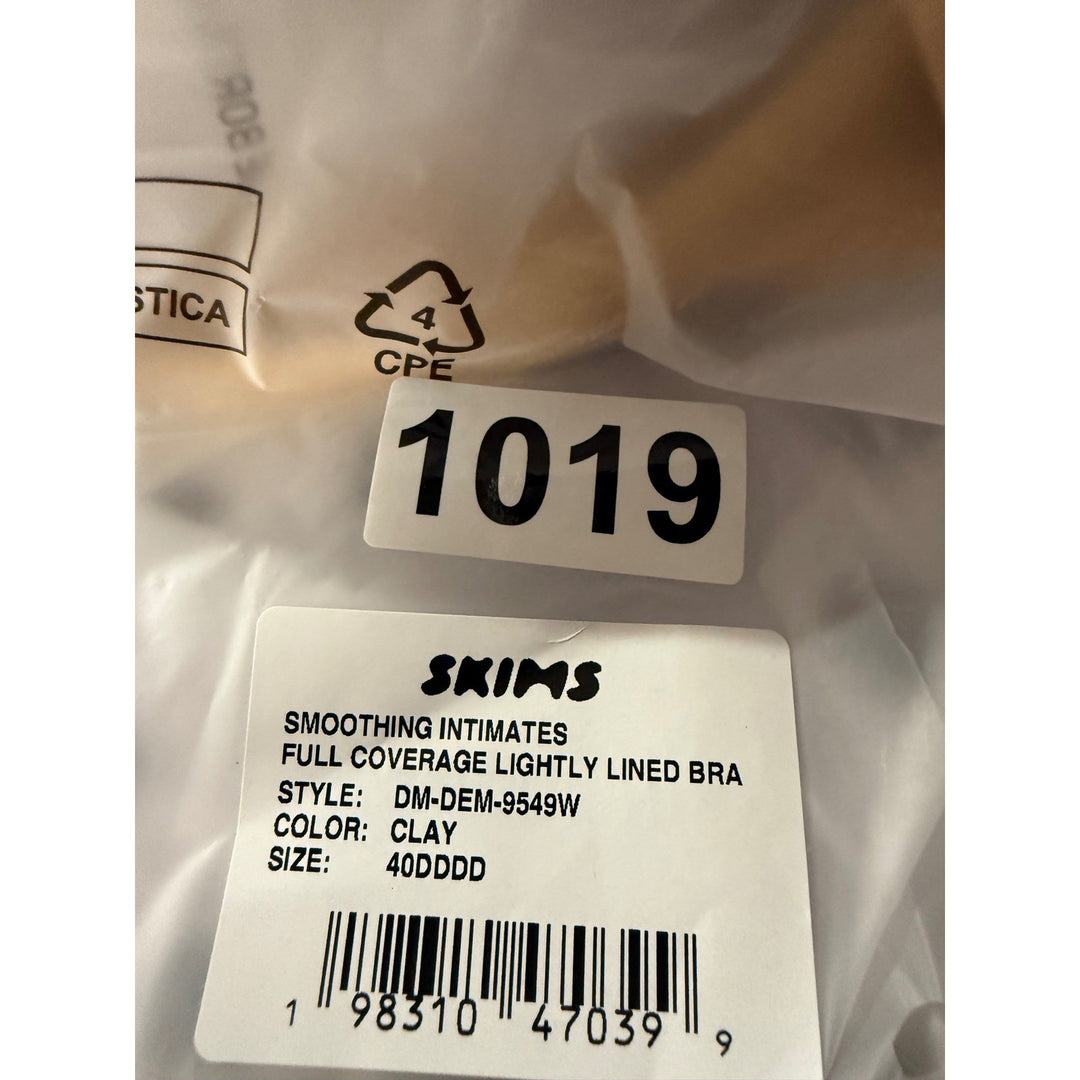 STICA
4
CPE
1019
SKIMS
SMOOTHING INTIMATES
FULL COVERAGE LIGHTLY LINED BRA
STYLE: DM-DEM-9549W
COLOR: CLAY
SIZE: 40DDDD
1 98310 47039 9